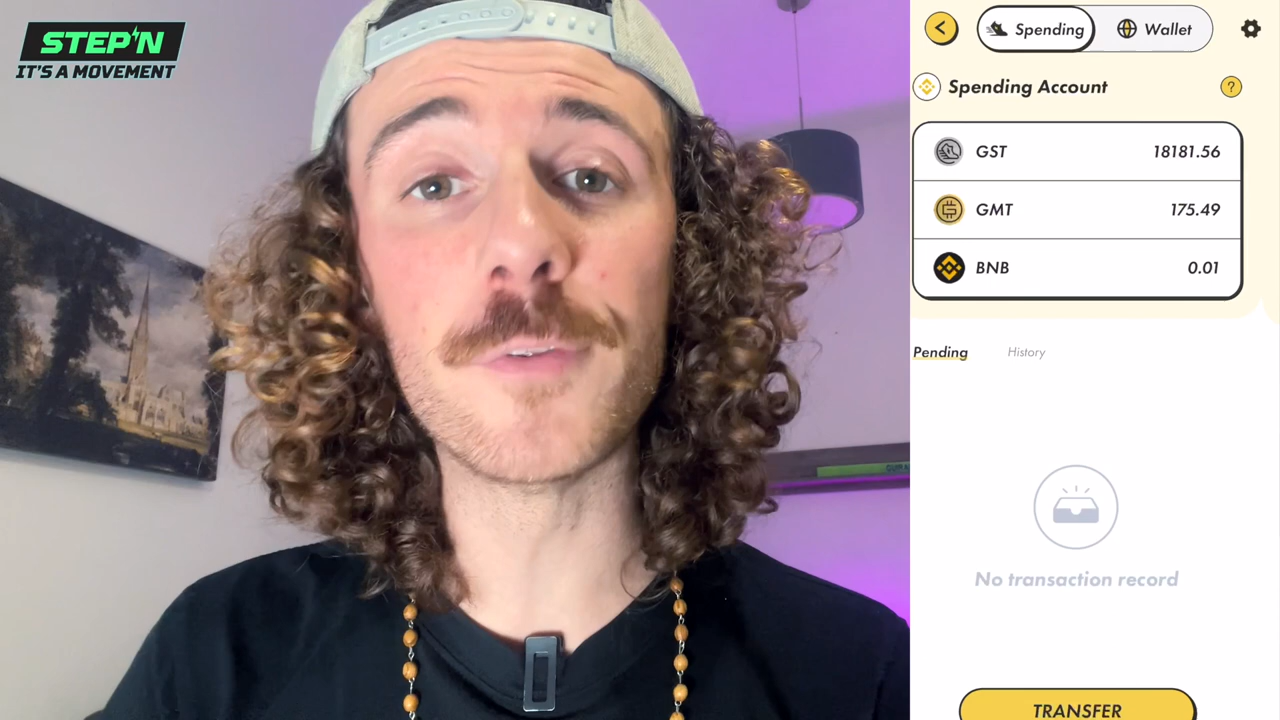 STEP'N
IT'S A MOVEMENT
Spending
Wallet
Spending Account
?
GST 18181.56
GMT 175.49
BNB 0.01
Pending
History
No transaction record
TRANSFER